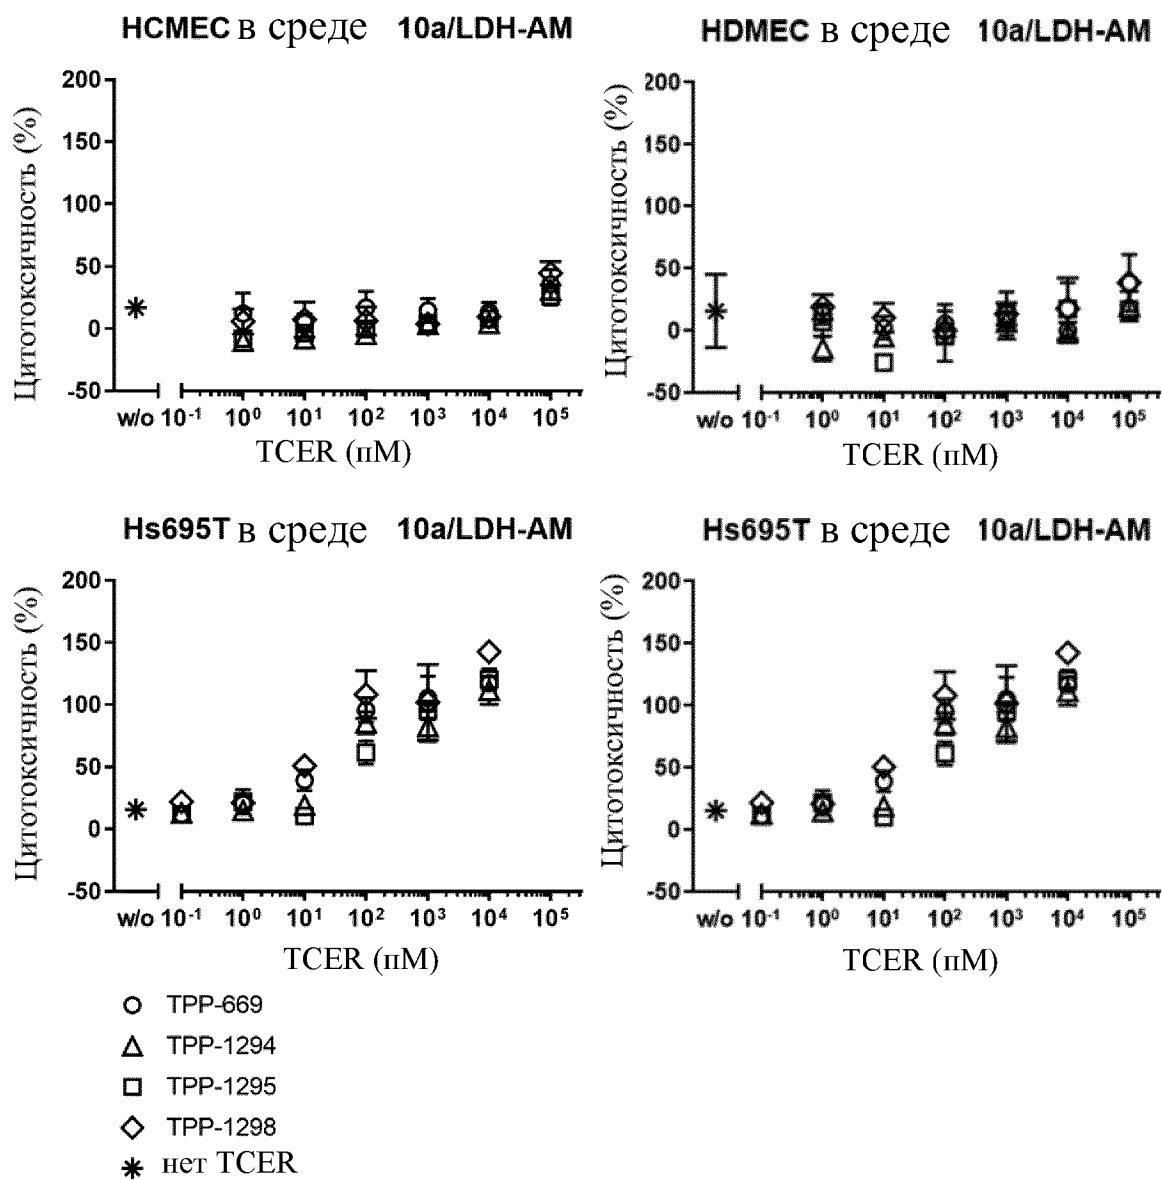 HCMEC в среде 10a/LDH-AM
Цитотоксичность (%)
200
150
100
50
0
-50
w/o 10⁻¹ 10⁰ 10¹ 10² 10³ 10⁴ 10⁵
TCER (пМ)
HDMEC в среде 10a/LDH-AM
Цитотоксичность (%)
200
150
100
50
0
-50
w/o 10⁻¹ 10⁰ 10¹ 10² 10³ 10⁴ 10⁵
TCER (пМ)
Hs695T в среде 10a/LDH-AM
Цитотоксичность (%)
200
150
100
50
0
-50
w/o 10⁻¹ 10⁰ 10¹ 10² 10³ 10⁴ 10⁵
TCER (пМ)
Hs695T в среде 10a/LDH-AM
Цитотоксичность (%)
200
150
100
50
0
-50
w/o 10⁻¹ 10⁰ 10¹ 10² 10³ 10⁴ 10⁵
TCER (пМ)
TPP-669
TPP-1294
TPP-1295
TPP-1298
нет TCER